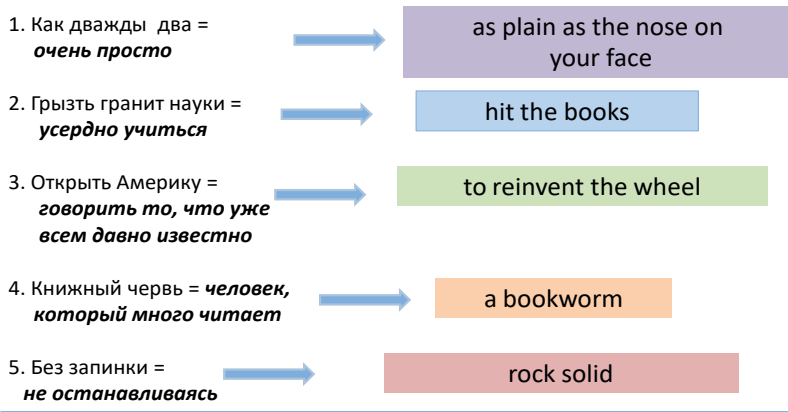 1. Как дважды два =
очень просто
as plain as the nose on
your face
2. Грызть гранит науки =
усердно учиться
hit the books
3. Открыть Америку =
говорить то, что уже
всем давно известно
to reinvent the wheel
4. Книжный червь = человек,
который много читает
a bookworm
5. Без запинки =
не останавливаясь
rock solid